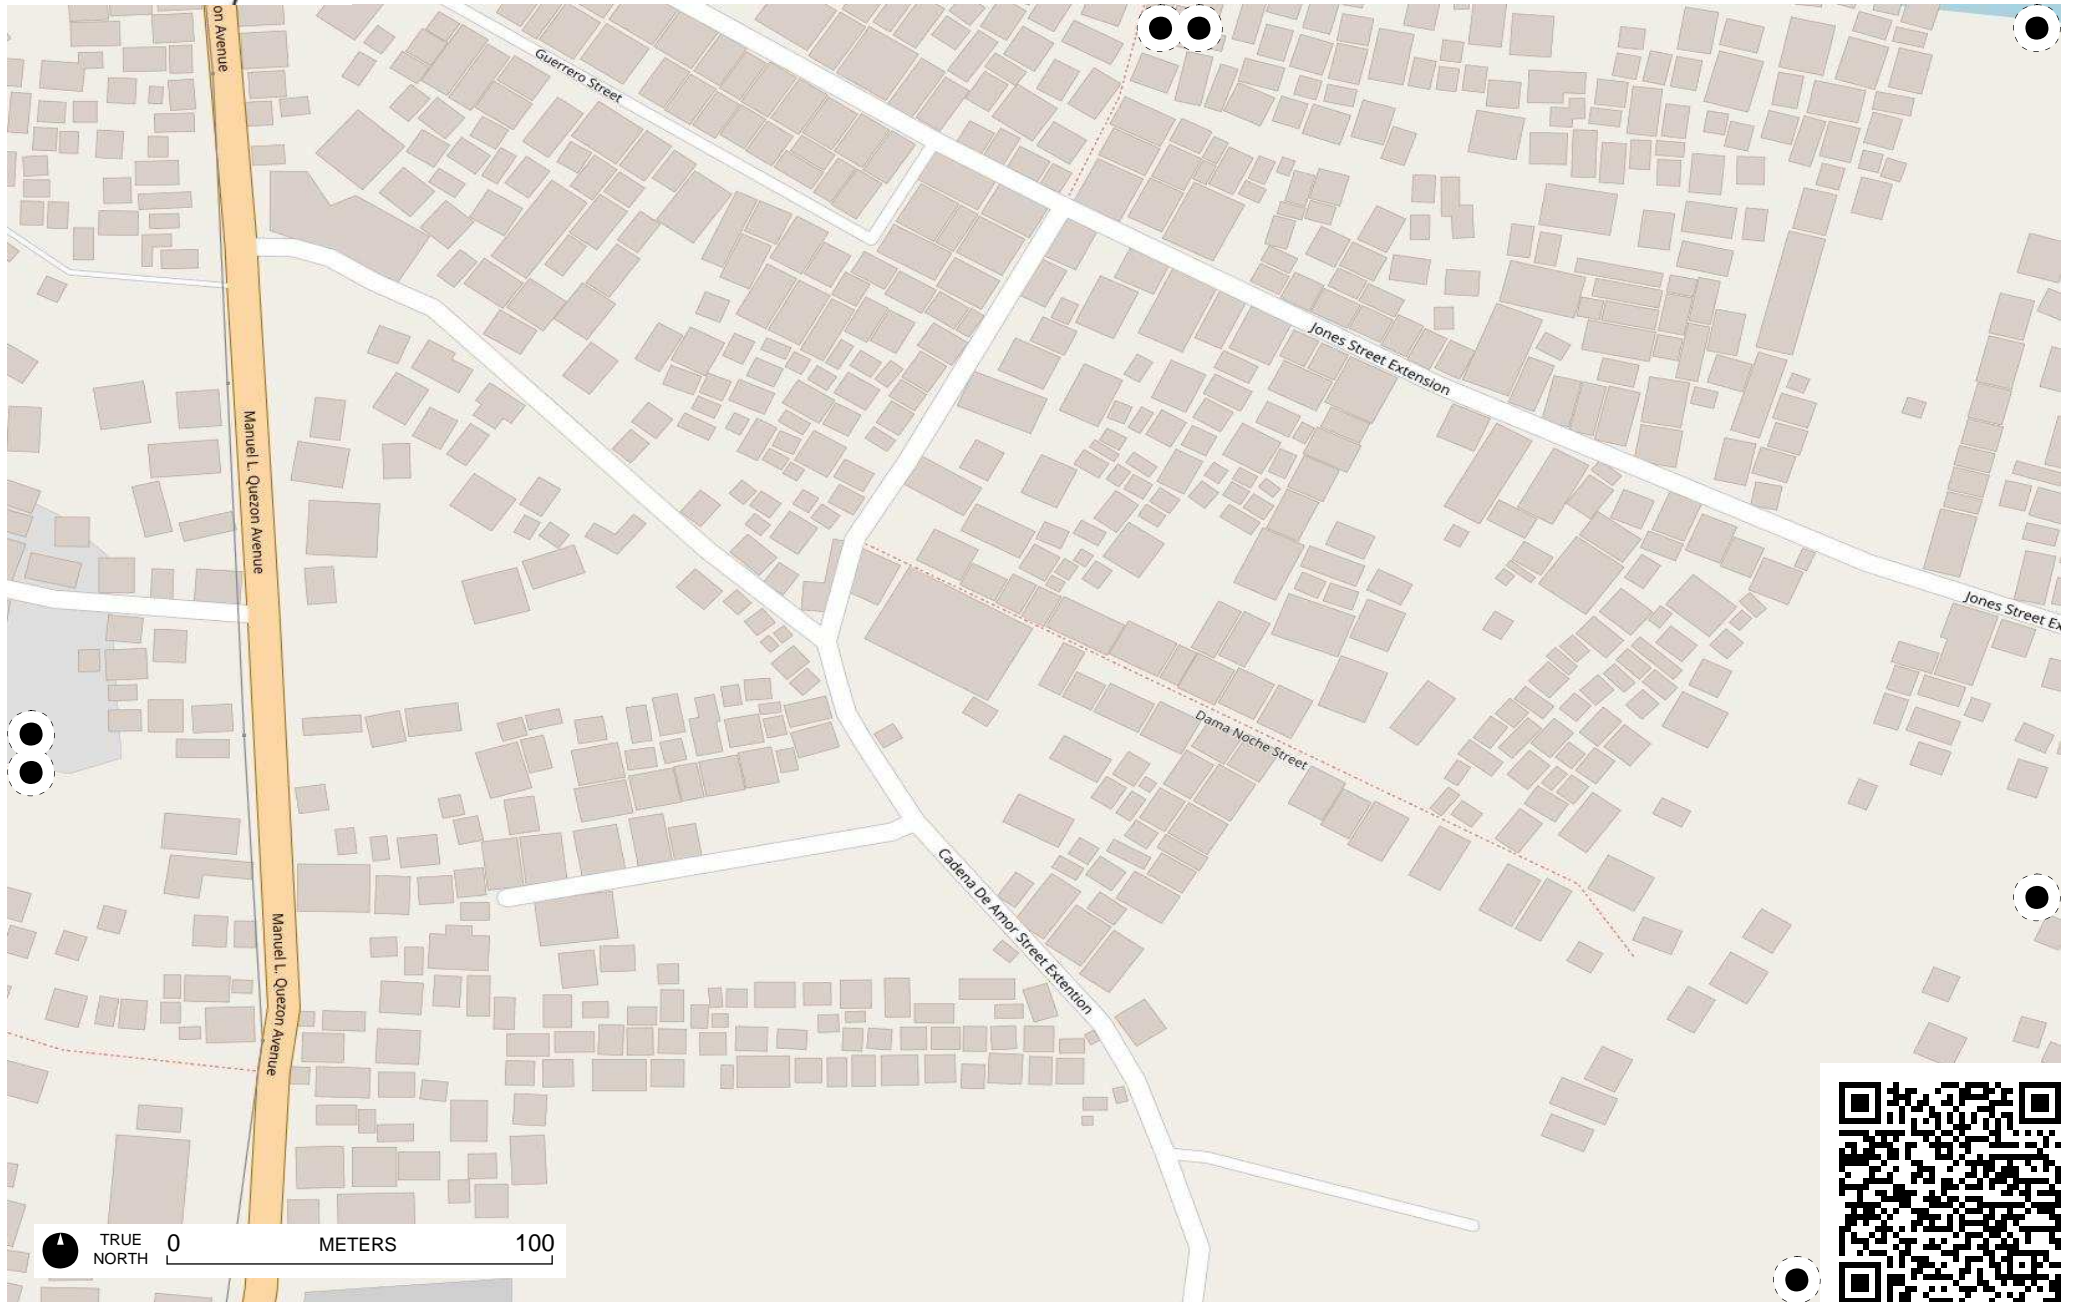 on Avenue
Guerrero Street
Jones Street Extension
Manuel L. Quezon Avenue
Jones Street Ex
Dama Noche Street
Cadena De Amor Street Extention
Manuel L. Quezon Avenue
TRUE
NORTH
0 METERS 100